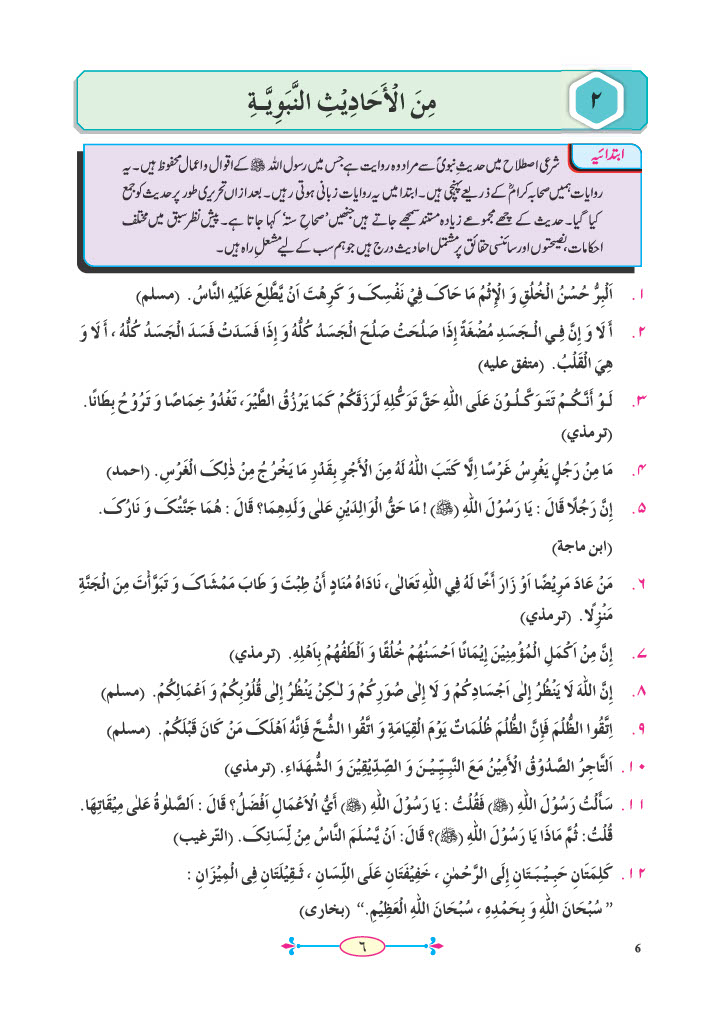 ٢
مِنَ الْأَحَادِيْثِ النَّبَوِيَّةِ
ابتدائیہ
شرعی اصطلاح میں حدیثِ نبویؐ سے مراد وہ روایت ہے جس میں رسول اللہ ﷺ کے اقوال و اعمال محفوظ ہیں۔ یہ
روایات ہمیں صحابہ کرامؓ کے ذریعے پہنچی ہیں۔ ابتدا میں یہ روایات زبانی ہوتی رہیں۔ بعد ازاں تحریری طور پر حدیث کو جمع
کیا گیا۔ حدیث کے چھے مجموعے زیادہ مستند سمجھے جاتے ہیں جنھیں ’صحاحِ ستہ‘ کہا جاتا ہے۔ پیشِ نظر سبق میں مختلف
احکامات، نصیحتوں اور سائنسی حقائق پر مشتمل احادیث درج ہیں جو ہم سب کے لیے مشعلِ راہ ہیں۔
١. اَلْبِرُّ حُسْنُ الْخُلُقِ وَ الْإِثْمُ مَا حَاکَ فِيْ نَفْسِکَ وَ کَرِهْتَ اَنْ يَّطَّلِعَ عَلَيْهِ النَّاسُ. (مسلم)
٢. أَ لَا وَ إِنَّ فِي الْجَسَدِ مُضْغَةً إِذَا صَلُحَتْ صَلُحَ الْجَسَدُ کُلُّهُ وَ إِذَا فَسَدَتْ فَسَدَ الْجَسَدُ کُلُّهُ ، أَ لَا وَ
هِيَ الْقَلْبُ. (متفق عليه)
٣. لَوْ أَنَّکُمْ تَتَوَکَّلُوْنَ عَلَی اللّٰهِ حَقَّ تَوَکُّلِهِ لَرَزَقَکُمْ کَمَا يَرْزُقُ الطَّيْرَ، تَغْدُوْ خِمَاصًا وَ تَرُوْحُ بِطَانًا.
(ترمذي)
۴. مَا مِنْ رَجُلٍ يَغْرِسُ غَرْسًا اِلَّا کَتَبَ اللّٰهُ لَهُ مِنَ الْأَجْرِ بِقَدْرِ مَا يَخْرُجُ مِنْ ذٰلِکَ الْغَرْسِ. (احمد)
۵. إِنَّ رَجُلًا قَالَ : يَا رَسُوْلَ اللّٰهِ (ﷺ) ! مَا حَقُّ الْوَالِدَيْنِ عَلٰی وَلَدِهِمَا؟ قَالَ : هُمَا جَنَّتُکَ وَ نَارُکَ.
(ابن ماجة)
۶. مَنْ عَادَ مَرِيْضًا اَوْ زَارَ أَخًا لَهُ فِي اللّٰهِ تَعَالٰی، نَادَاهُ مُنَادٍ أَنْ طِبْتَ وَ طَابَ مَمْشَاکَ وَ تَبَوَّأْتَ مِنَ الْجَنَّةِ
مَنْزِلًا. (ترمذي)
٧. إِنَّ مِنْ اَکْمَلِ الْمُؤْمِنِيْنَ إِيْمَانًا اَحْسَنُهُمْ خُلُقًا وَ اَلْطَفُهُمْ بِاَهْلِهِ. (ترمذي)
٨. إِنَّ اللّٰهَ لَا يَنْظُرُ إِلٰی اَجْسَادِکُمْ وَ لَا إِلٰی صُوَرِکُمْ وَ لٰکِنْ يَنْظُرُ إِلٰی قُلُوْبِکُمْ وَ اَعْمَالِکُمْ. (مسلم)
٩. اِتَّقُوا الظُّلْمَ فَإِنَّ الظُّلْمَ ظُلُمَاتٌ يَوْمَ الْقِيَامَةِ وَ اتَّقُوا الشُّحَّ فَاِنَّهُ اَهْلَکَ مَنْ کَانَ قَبْلَکُمْ. (مسلم)
١٠. اَلتَّاجِرُ الصَّدُوْقُ الْأَمِيْنُ مَعَ النَّبِيِّيْنَ وَ الصِّدِّيْقِيْنَ وَ الشُّهَدَاءِ. (ترمذي)
١١. سَأَلْتُ رَسُوْلَ اللّٰهِ (ﷺ) فَقُلْتُ : يَا رَسُوْلَ اللّٰهِ (ﷺ) أَيُّ الْاَعْمَالِ اَفْضَلُ؟ قَالَ : اَلصَّلٰوةُ عَلٰی مِيْقَاتِهَا.
قُلْتُ: ثُمَّ مَاذَا يَا رَسُوْلَ اللّٰهِ (ﷺ)؟ قَالَ: اَنْ يَّسْلَمَ النَّاسُ مِنْ لِّسَانِکَ. (الترغيب)
١٢. کَلِمَتَانِ حَبِيْبَتَانِ إِلَی الرَّحْمٰنِ ، خَفِيْفَتَانِ عَلَی اللِّسَانِ ، ثَقِيْلَتَانِ فِی الْمِيْزَانِ :
” سُبْحَانَ اللّٰهِ وَ بِحَمْدِهِ ، سُبْحَانَ اللّٰهِ الْعَظِيْمِ.“ (بخاری)
٦
6